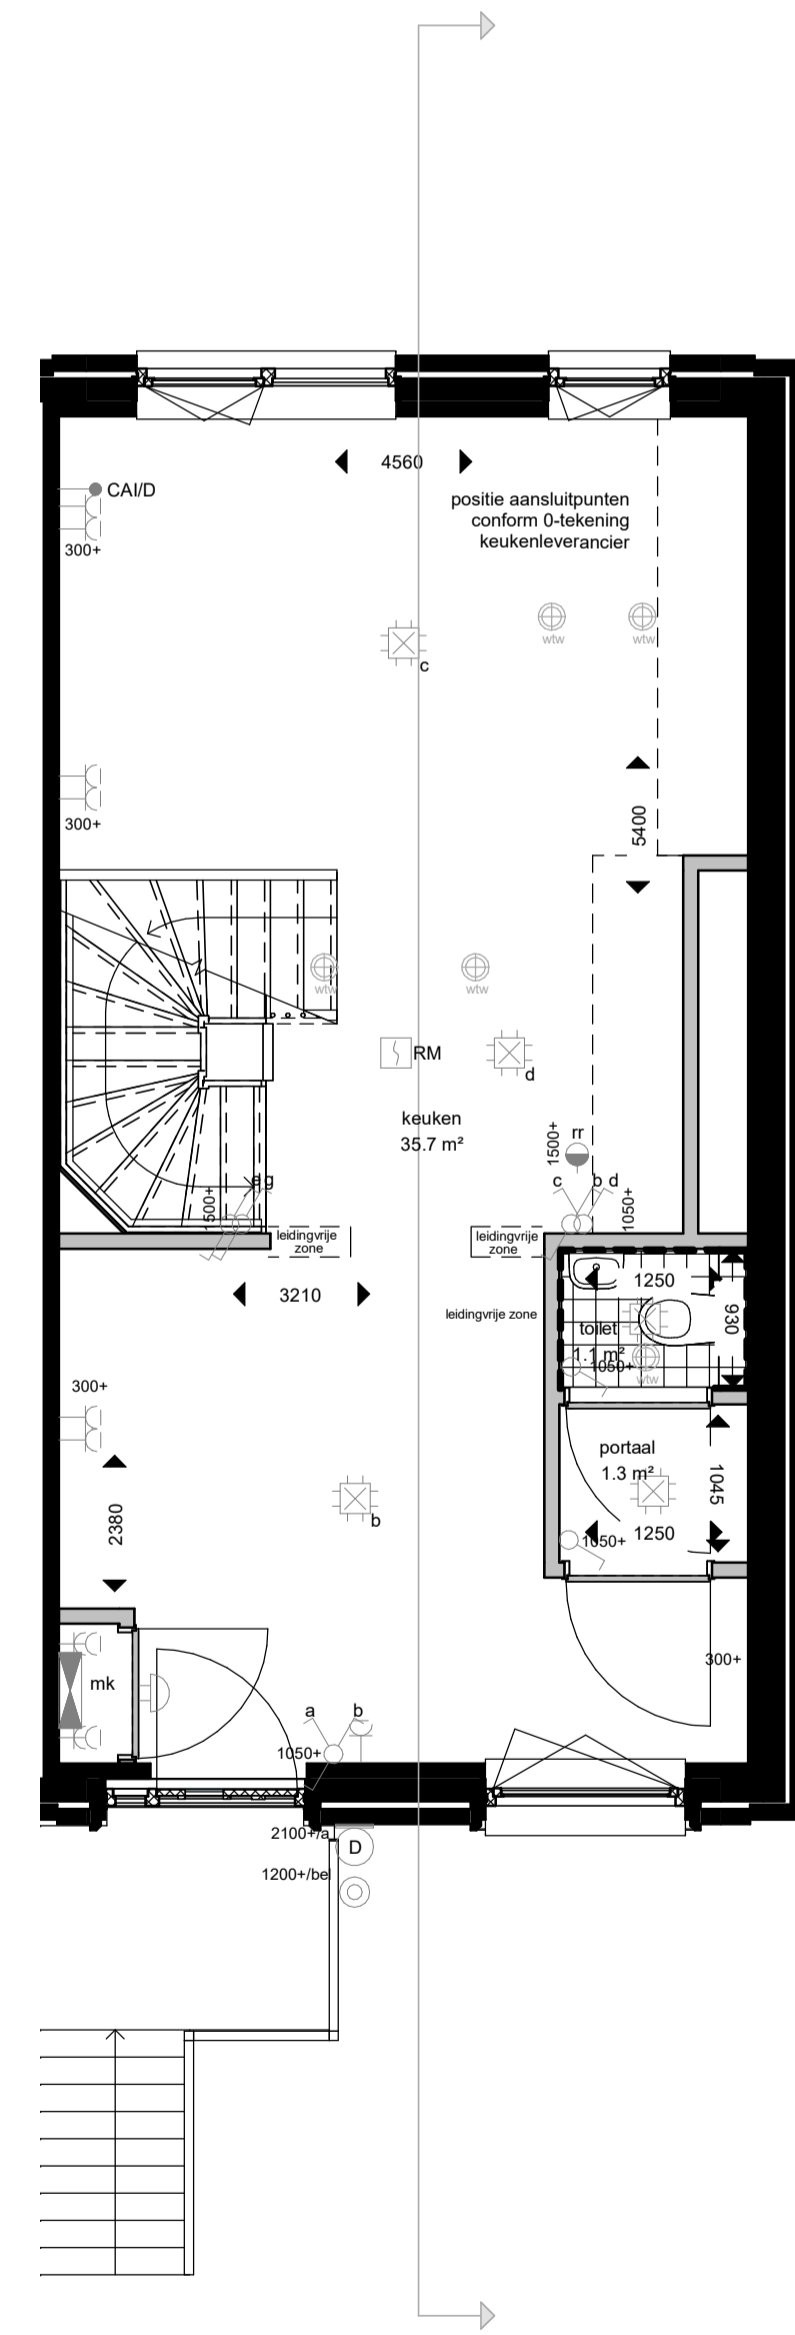 4560
CAI/D
positie aansluitpunten
conform 0-tekening
keukenleverancier
300+
wtw
wtw
c
5400
300+
wtw
wtw
RM
d
keuken
35.7 m²
1500+
rr
c
b d
1050+
e g
leidingvrije
zone
leidingvrije
zone
3210
1250
leidingvrije zone
930
toilet
1.1 m²
1050+
wtw
300+
portaal
1.3 m²
1045
2380
b
1250
1050+
mk
300+
a
b
1050+
2100+/a
D
1200+/bel